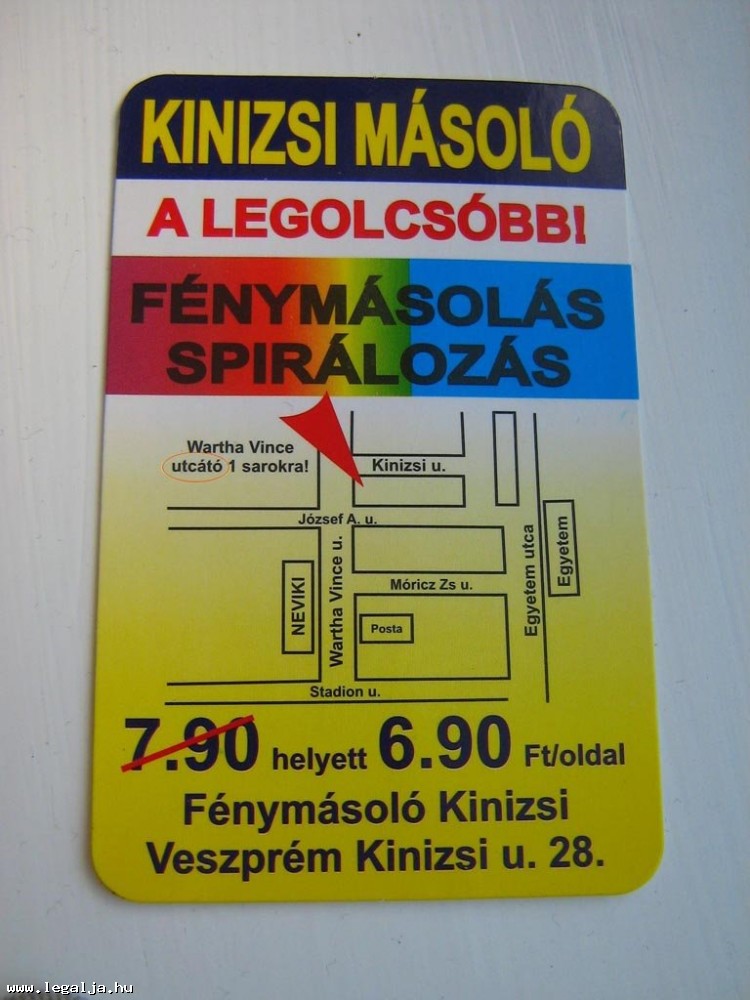 KINIZSI MÁSOLÓ
A LEGOLCSÓBB!
FÉNYMÁSOLÁS
SPIRÁLOZÁS
Wartha Vince
utcátó 1 sarokra!
Kinizsi u.
József A. u.
Wartha Vince u.
NEVIKI
Móricz Zs u.
Posta
Egyetem utca
Egyetem
Stadion u.
7.90 helyett 6.90 Ft/oldal
Fénymásoló Kinizsi
Veszprém Kinizsi u. 28.
www.legalja.hu